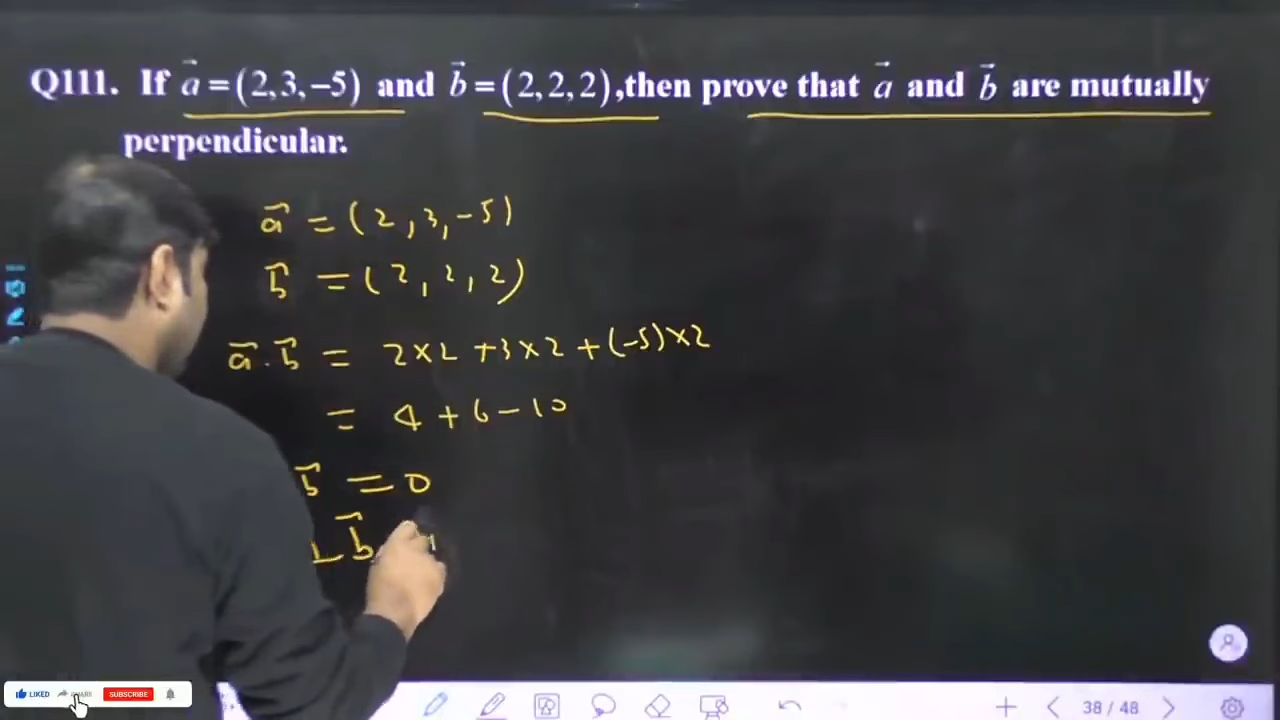 Q111. If a⃗ = (2,3,−5) and b⃗ = (2,2,2),then prove that a⃗ and b⃗ are mutually
perpendicular.
a⃗ = (2,3,-5)
b⃗ = (2,2,2)
a⃗.b⃗ = 2×2+3×2+(-5)×2
= 4+6-10
b⃗ = 0
⊥ b⃗
LIKED SHARE SUBSCRIBE
38 / 48